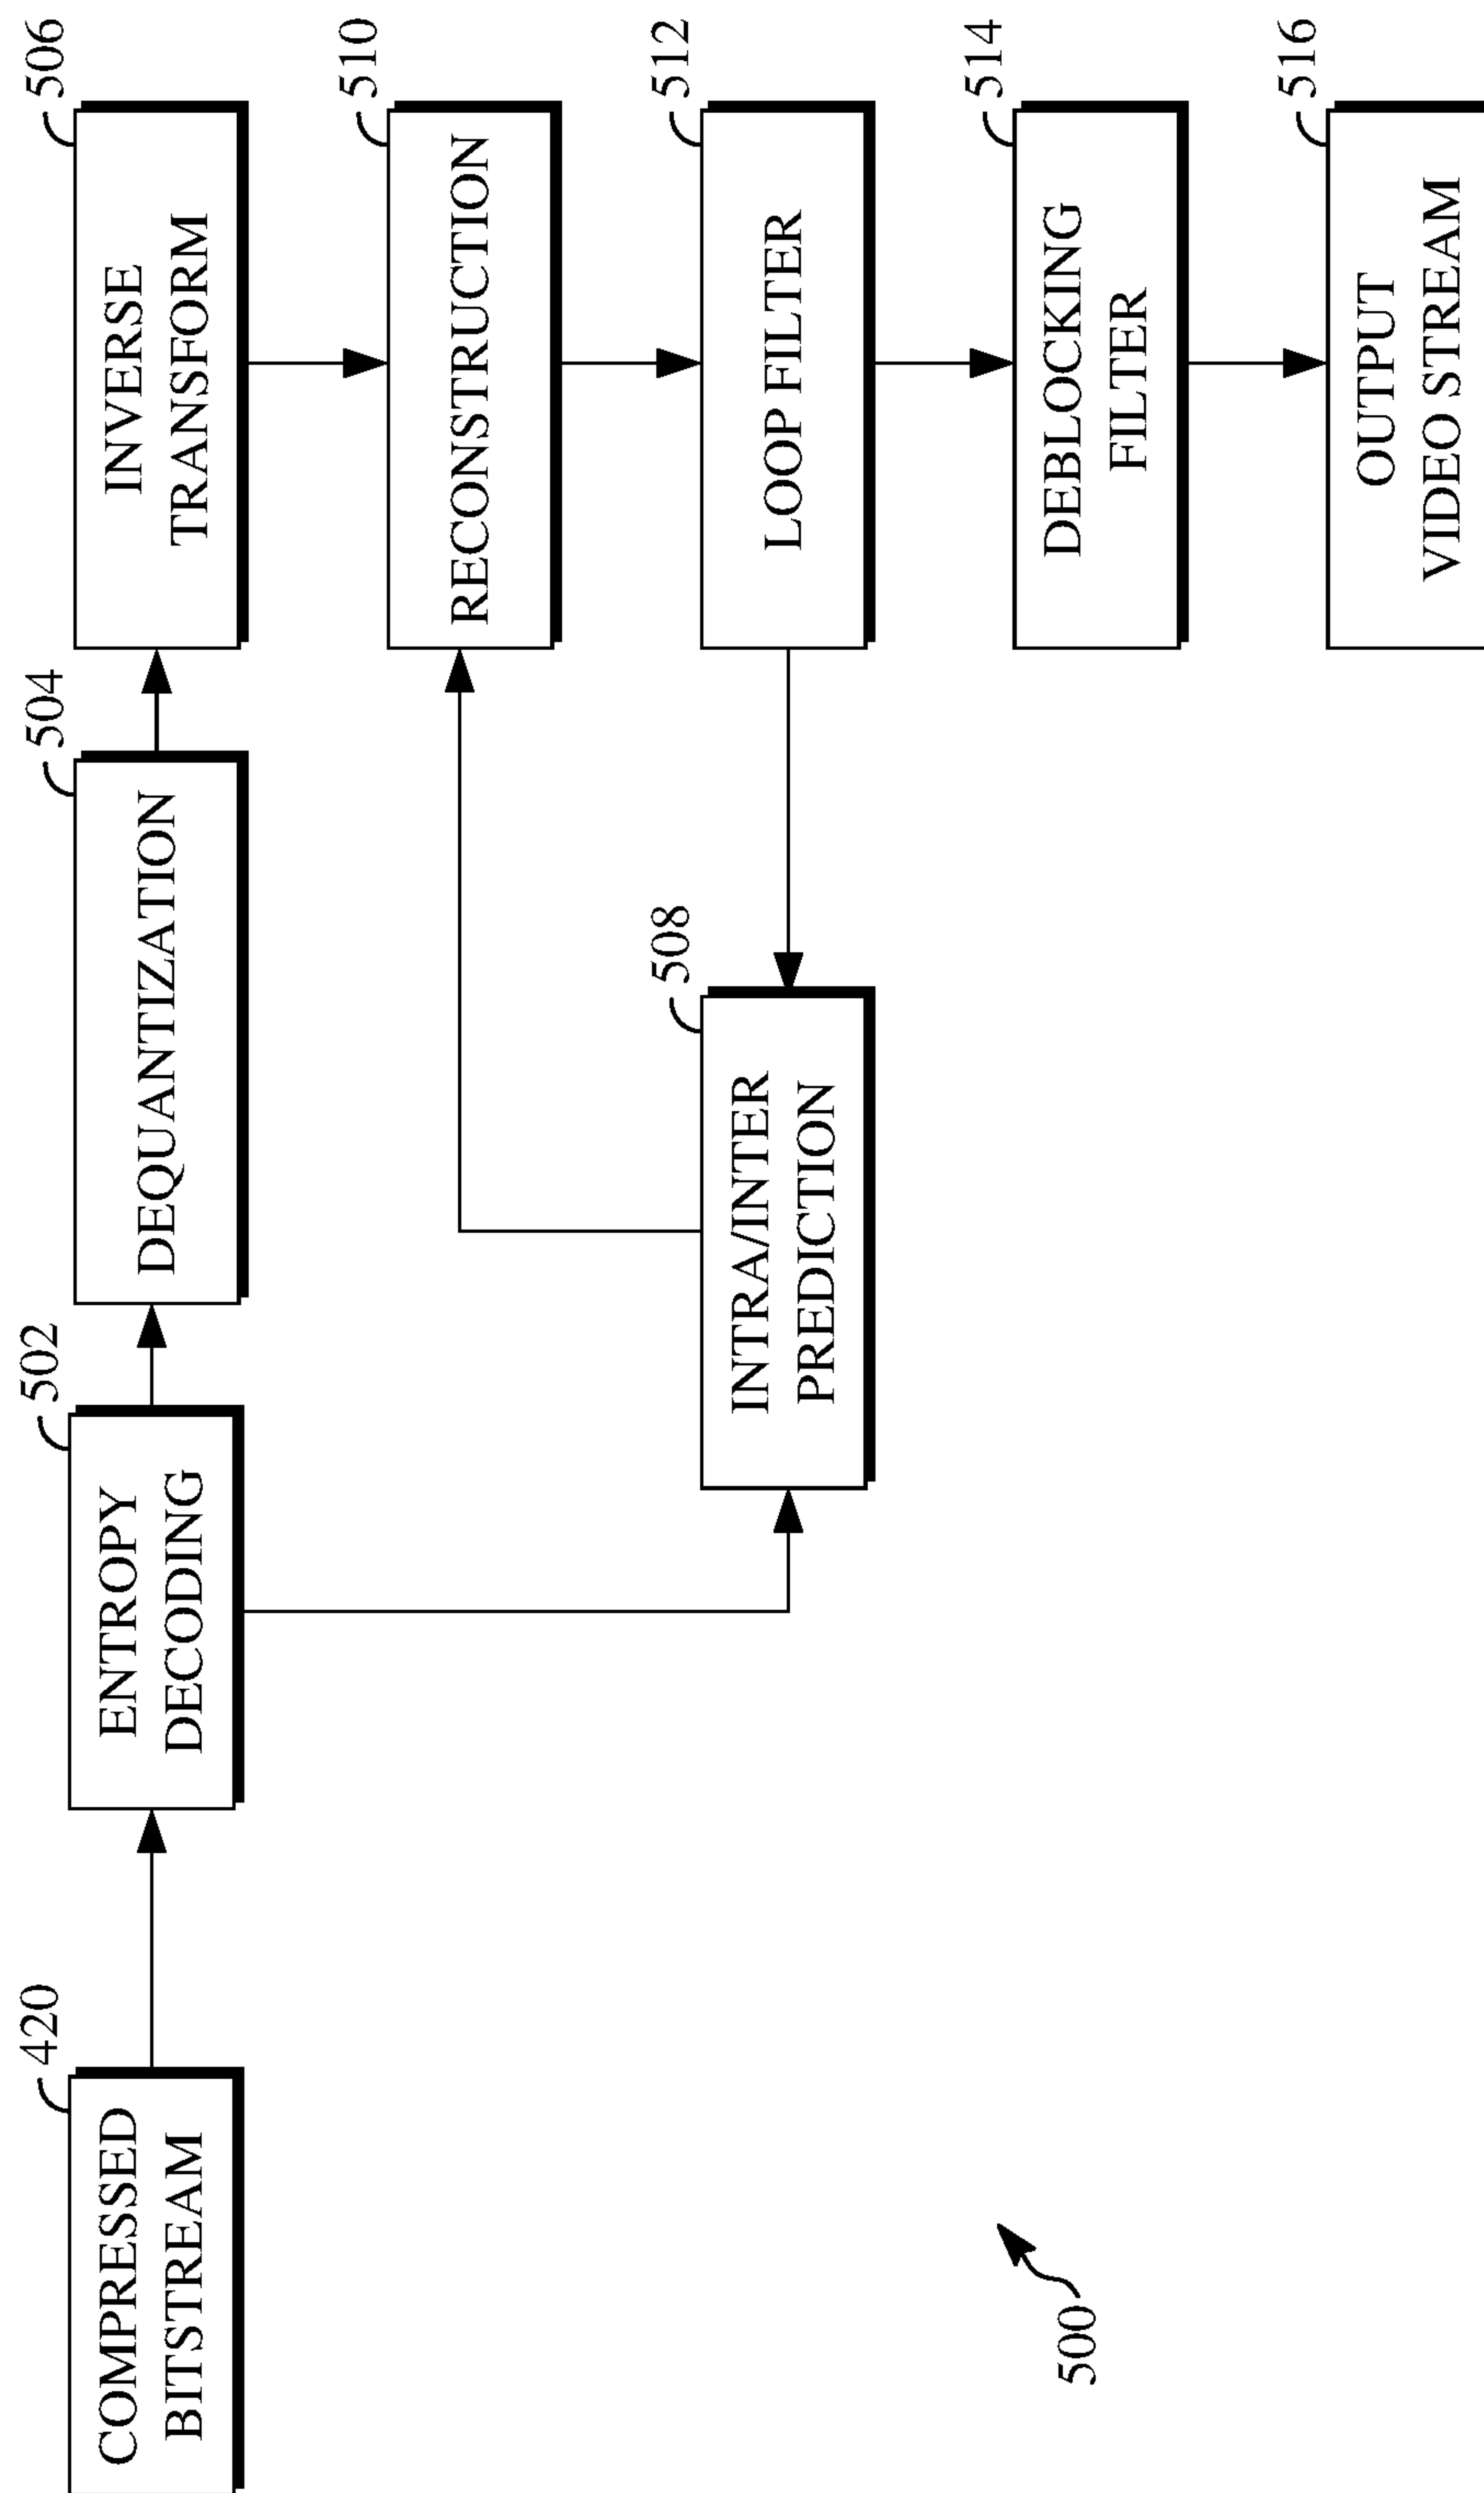 420
COMPRESSED
BITSTREAM
502
ENTROPY
DECODING
504
DEQUANTIZATION
506
INVERSE
TRANSFORM
510
RECONSTRUCTION
508
INTRA/INTER
PREDICTION
512
LOOP FILTER
514
DEBLOCKING
FILTER
516
OUTPUT
VIDEO STREAM
500